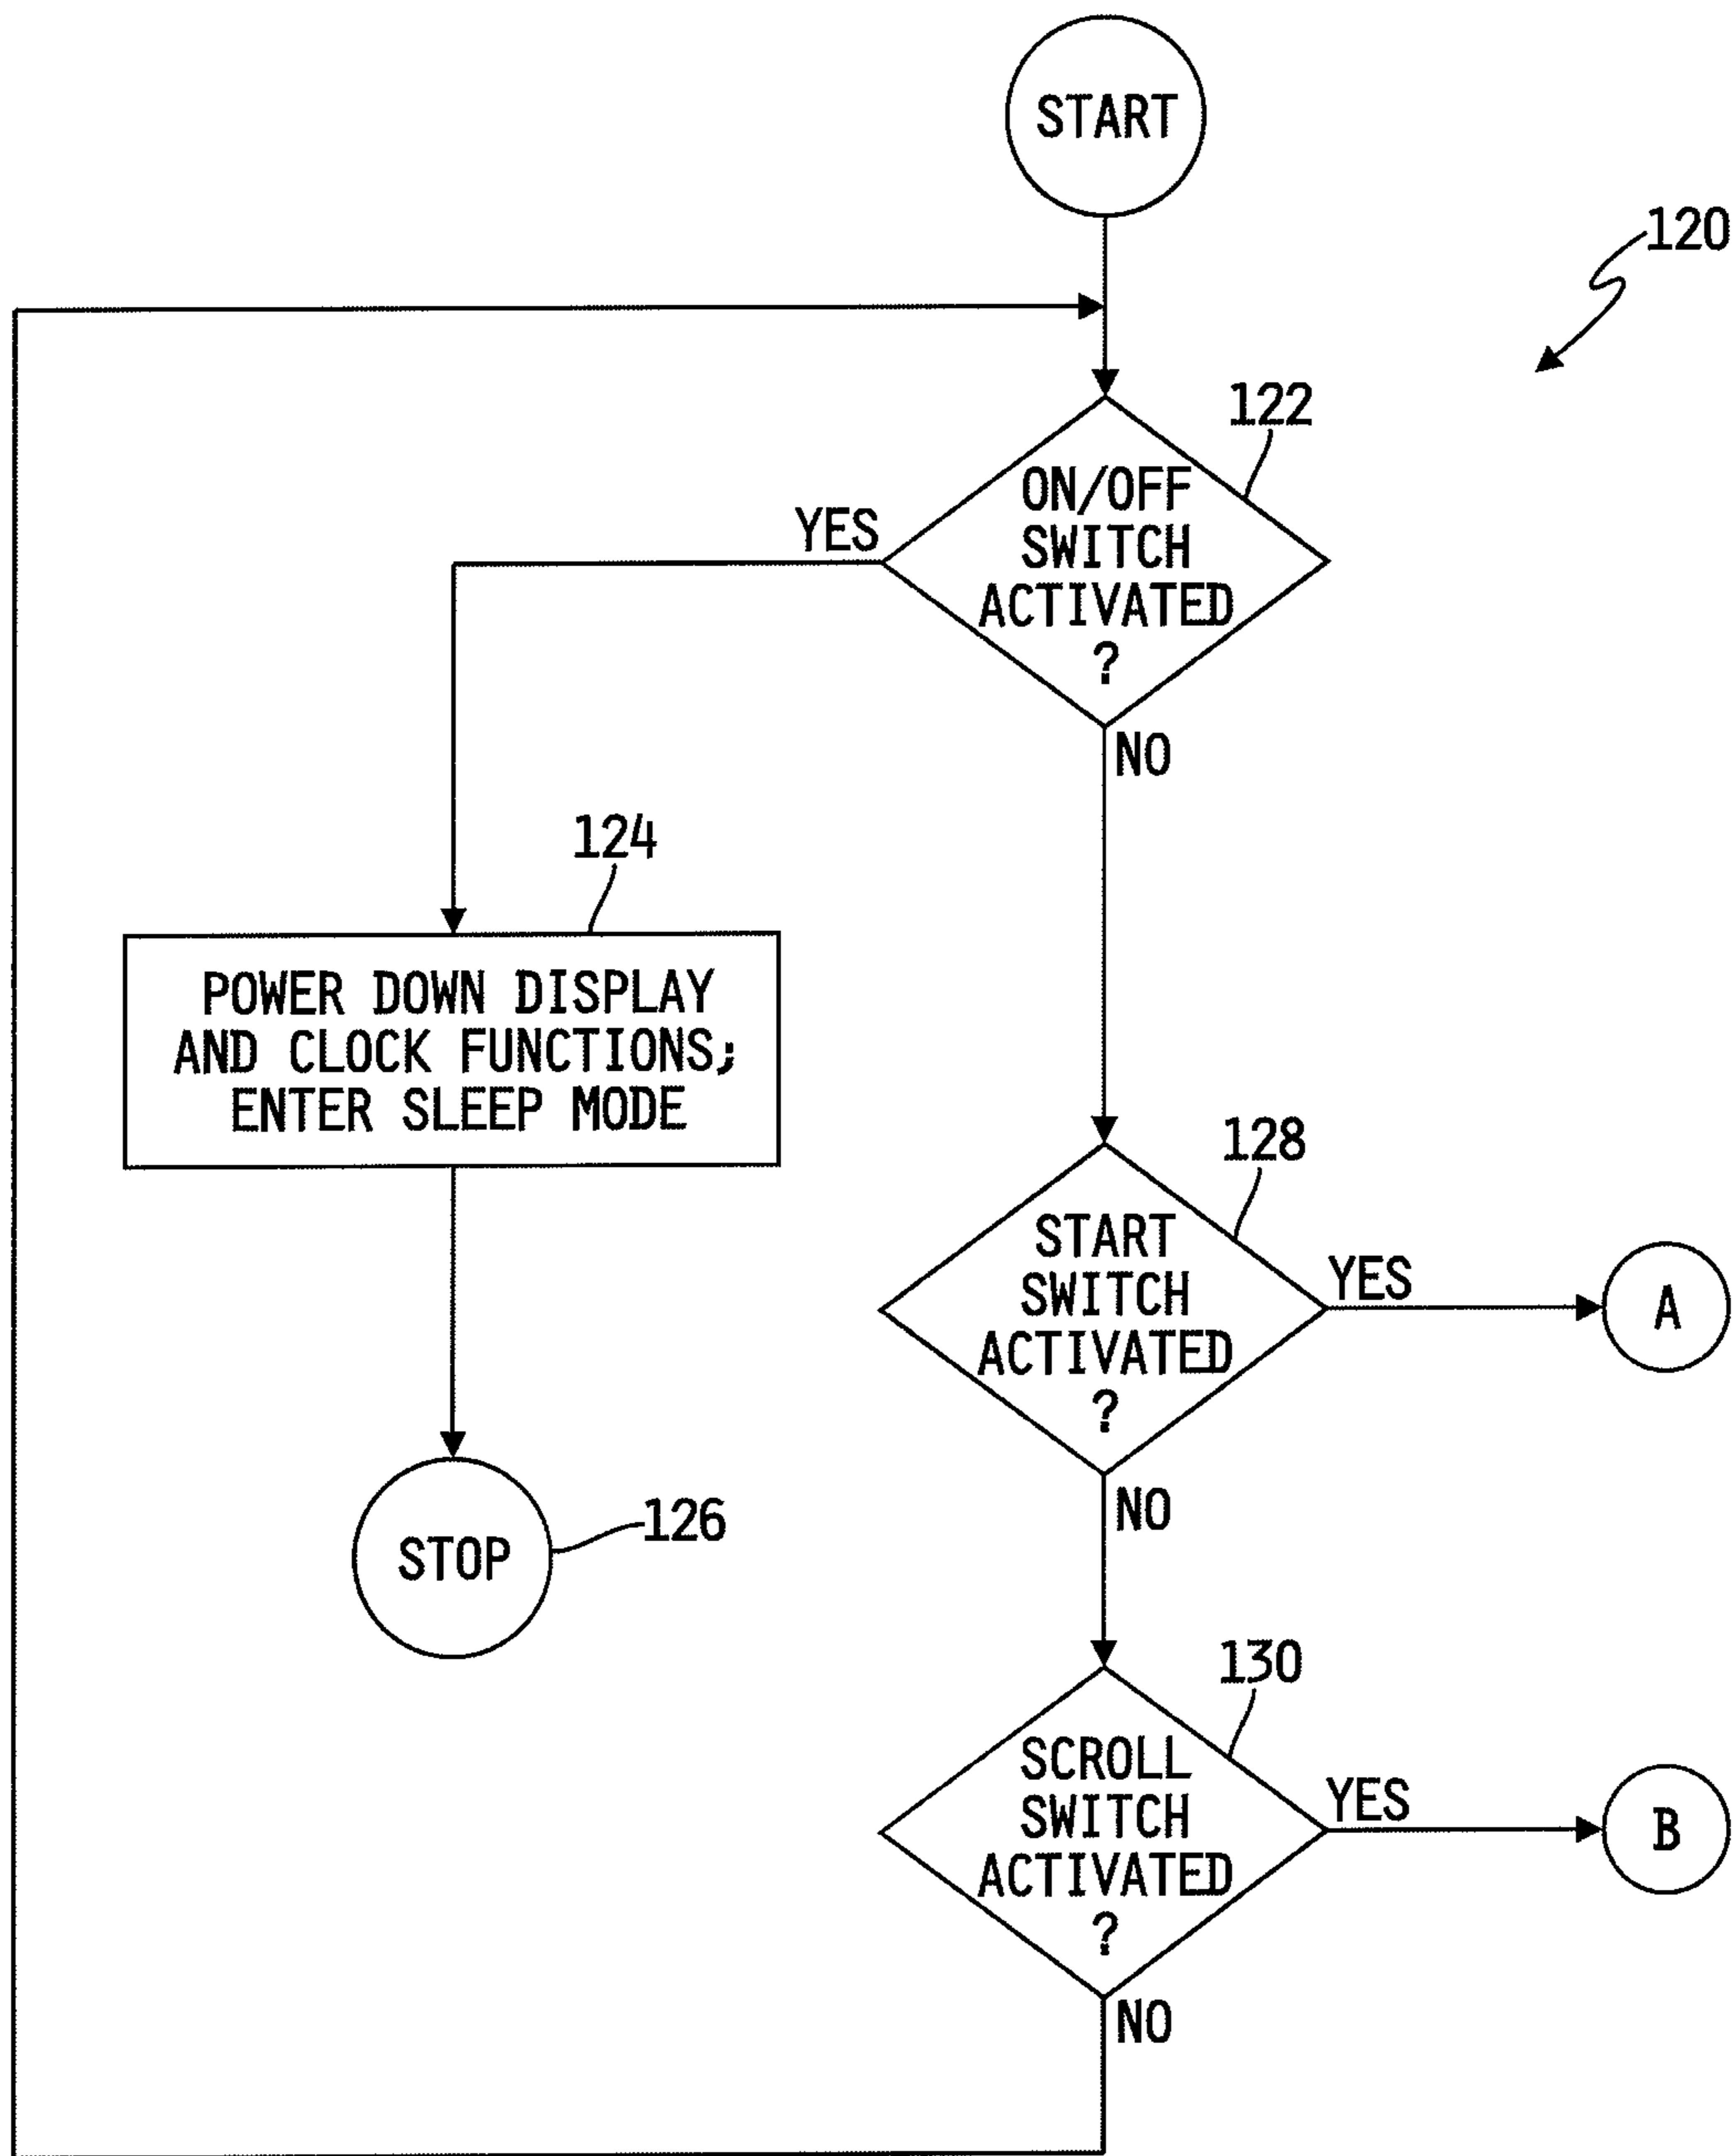 START
120
122
ON/OFF
SWITCH
ACTIVATED
?
YES
NO
124
POWER DOWN DISPLAY
AND CLOCK FUNCTIONS;
ENTER SLEEP MODE
128
START
SWITCH
ACTIVATED
?
YES
A
NO
STOP
126
130
SCROLL
SWITCH
ACTIVATED
?
YES
B
NO